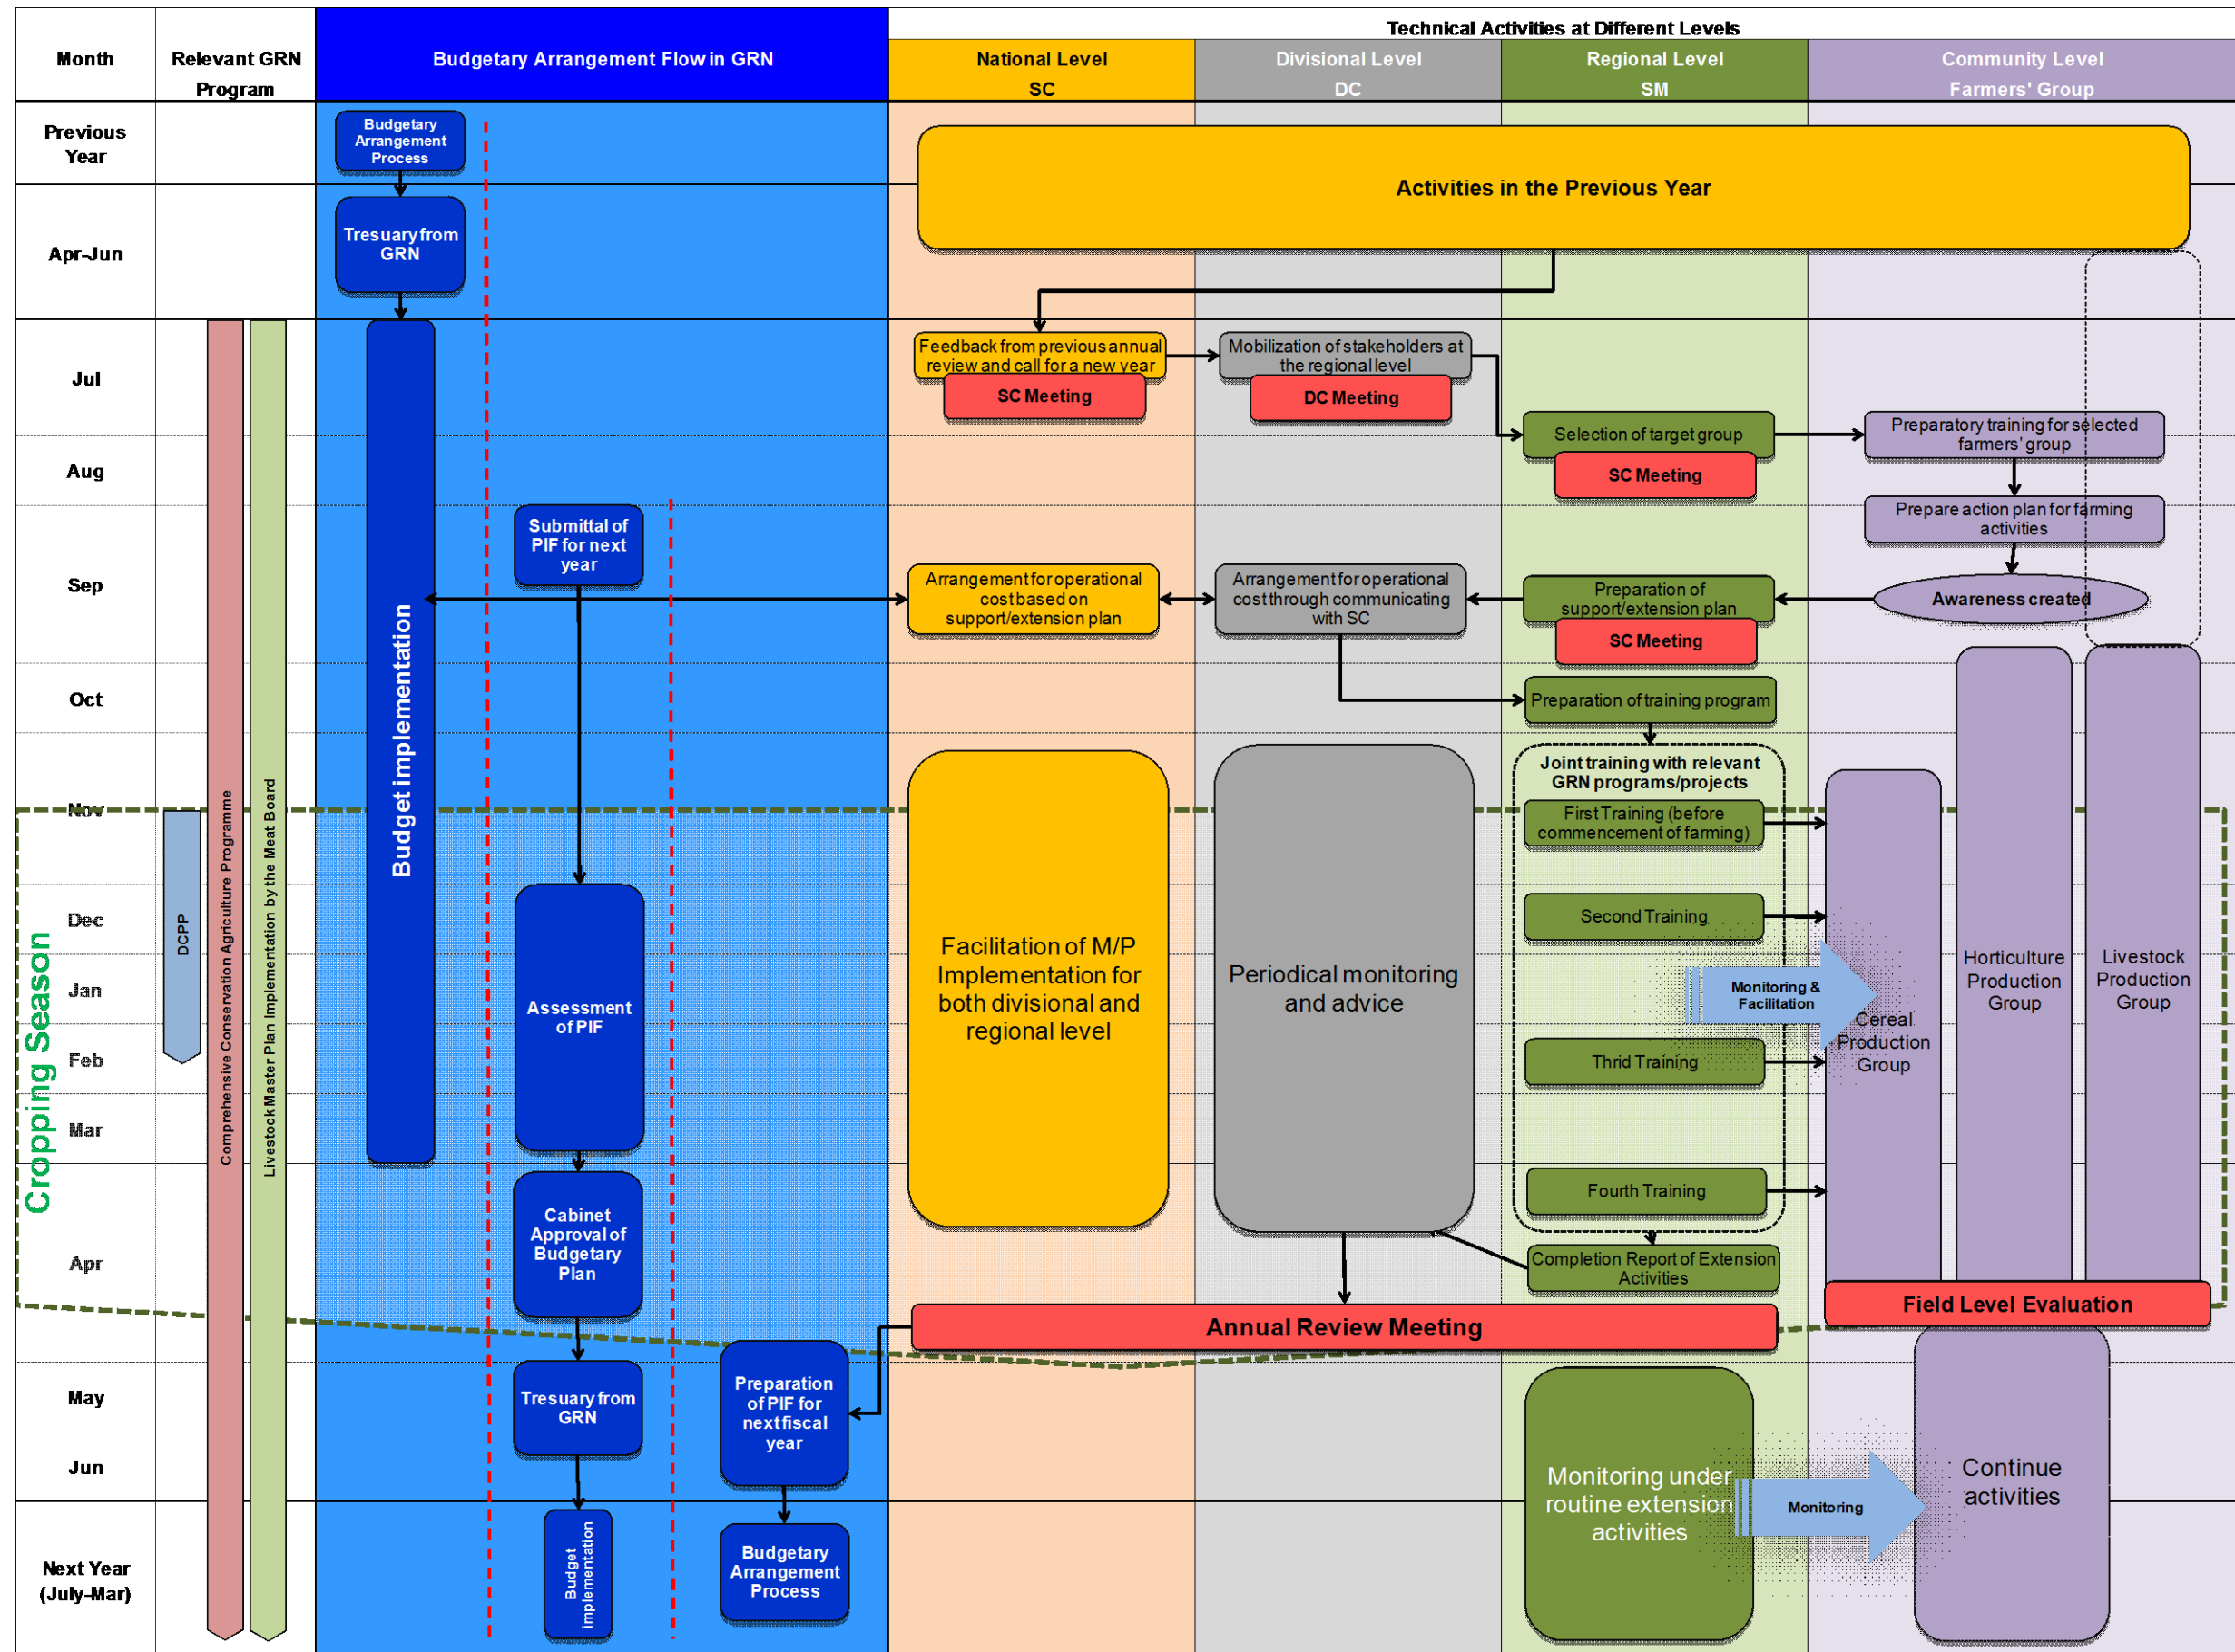 Technical Activities at Different Levels
Month
Relevant GRN
Program
Budgetary Arrangement Flow in GRN
National Level
SC
Divisional Level
DC
Regional Level
SM
Community Level
Farmers' Group
Previous
Year
Budgetary
Arrangement
Process
Activities in the Previous Year
Apr-Jun
Tresuary from
GRN
Jul
Feedback from previous annual
review and call for a new year
SC Meeting
Mobilization of stakeholders at
the regional level
DC Meeting
Selection of target group
SC Meeting
Preparatory training for selected
farmers' group
Aug
Prepare action plan for farming
activities
Sep
Submittal of
PIF for next
year
Arrangement for operational
cost based on
support/extension plan
Arrangement for operational
cost through communicating
with SC
Preparation of
support/extension plan
SC Meeting
Awareness created
Budget implementation
Oct
Preparation of training program
Joint training with relevant
GRN programs/projects
Nov
First Training (before
commencement of farming)
Cropping Season
DCPP
Comprehensive Conservation Agriculture Programme
Livestock Master Plan Implementation by the Meat Board
Dec
Second Training
Facilitation of M/P
Implementation for
both divisional and
regional level
Periodical monitoring
and advice
Horticulture
Production
Group
Livestock
Production
Group
Jan
Assessment
of PIF
Monitoring &
Facilitation
Cereal
Production
Group
Feb
Thrid Training
Mar
Fourth Training
Cabinet
Approval of
Budgetary
Plan
Apr
Completion Report of Extension
Activities
Field Level Evaluation
Annual Review Meeting
May
Tresuary from
GRN
Preparation
of PIF for
next fiscal
year
Jun
Monitoring under
routine extension
activities
Monitoring
Continue
activities
Next Year
(July-Mar)
Budget
implementation
Budgetary
Arrangement
Process